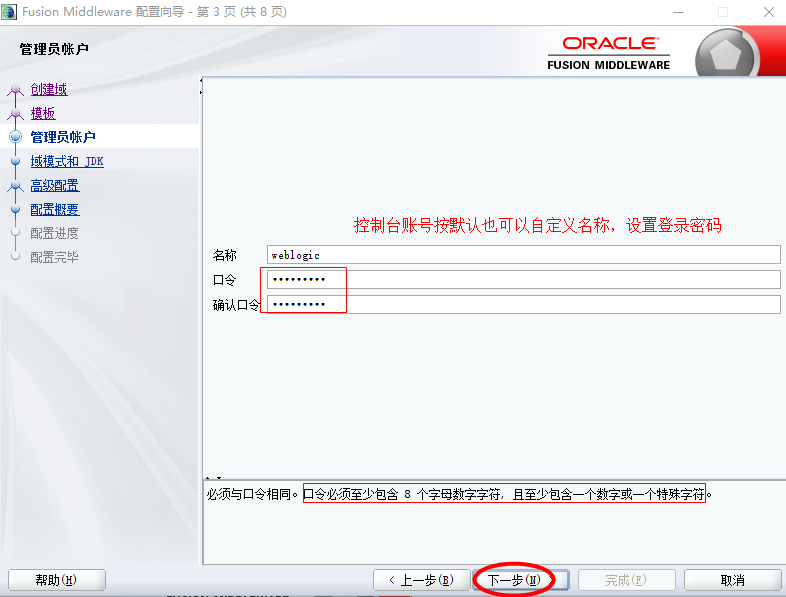 Fusion Middleware 配置向导 - 第 3 页 (共 8 页)
管理员帐户
ORACLE
FUSION MIDDLEWARE
创建域
模板
管理员帐户
域模式和 JDK
高级配置
配置概要
配置进度
配置完毕
控制台账号按默认也可以自定义名称，设置登录密码
名称 weblogic
口令 •••••••••
确认口令 •••••••••
必须与口令相同。口令必须至少包含 8 个字母数字字符, 且至少包含一个数字或一个特殊字符。
帮助(H) < 上一步(B) 下一步(N) > 完成(F) 取消